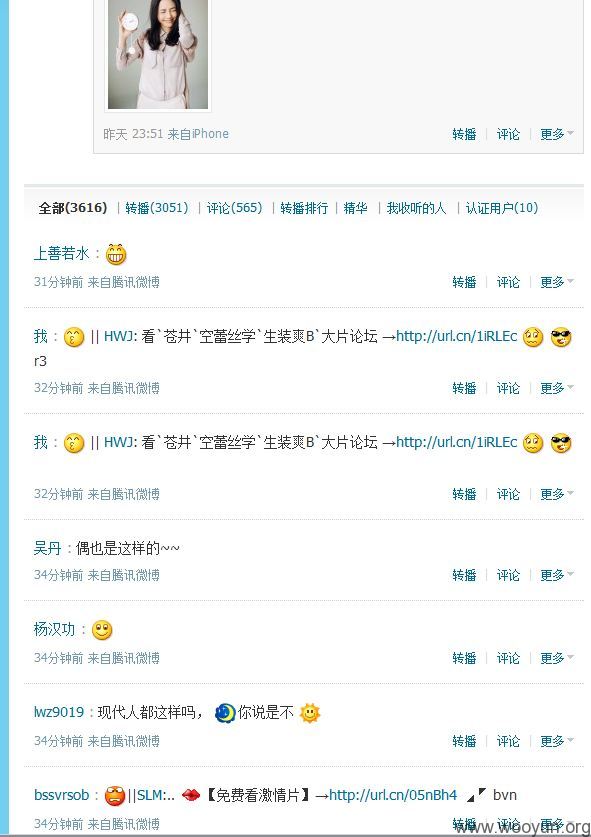 昨天 23:51 来自iPhone 转播 | 评论 | 更多
全部(3616) | 转播(3051) | 评论(565) | 转播排行 | 精华 | 我收听的人 | 认证用户(10)
上善若水：
31分钟前 来自腾讯微博 转播 | 评论 | 更多
我： || HWJ: 看`苍井`空蕾丝学`生装爽B`大片论坛 →http://url.cn/1iRLEc
r3
32分钟前 来自腾讯微博 转播 | 评论 | 更多
我： || HWJ: 看`苍井`空蕾丝学`生装爽B`大片论坛 →http://url.cn/1iRLEc
32分钟前 来自腾讯微博 转播 | 评论 | 更多
吴丹：偶也是这样的~~
34分钟前 来自腾讯微博 转播 | 评论 | 更多
杨汉功：
34分钟前 来自腾讯微博 转播 | 评论 | 更多
lwz9019：现代人都这样吗， 你说是不
34分钟前 来自腾讯微博 转播 | 评论 | 更多
bssvrsob： ||SLM:.. 【免费看激情片】→http://url.cn/05nBh4 bvn
34分钟前 来自腾讯微博 转播 | 评论 | 更多
www.wooyun.org